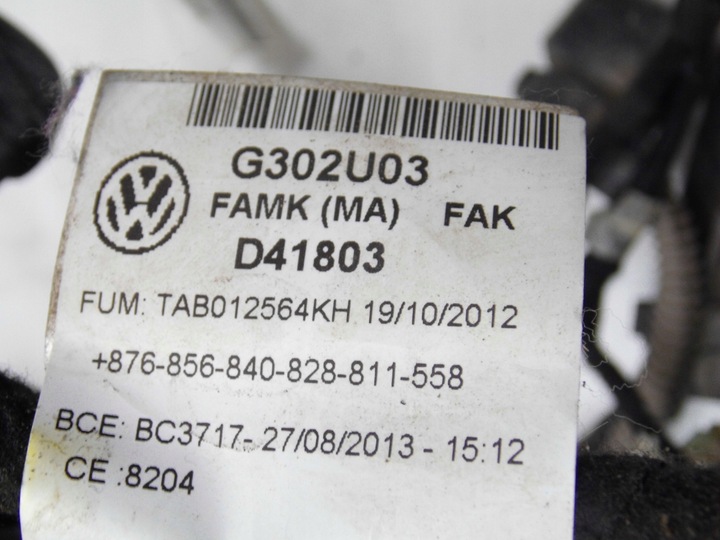 G302U03
FAMK (MA) FAK
D41803
FUM: TAB012564KH 19/10/2012
+876-856-840-828-811-558
BCE: BC3717- 27/08/2013 - 15:12
CE :8204